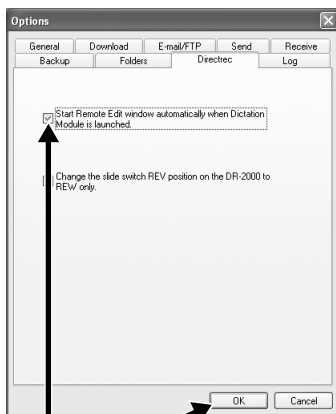 Options
General Download E-mail/FTP Send Receive
Backup Folders Directrec Log
Start Remote Edit window automatically when Dictation
Module is launched.
Change the slide switch REV position on the DR-2000 to
REW only.
OK Cancel